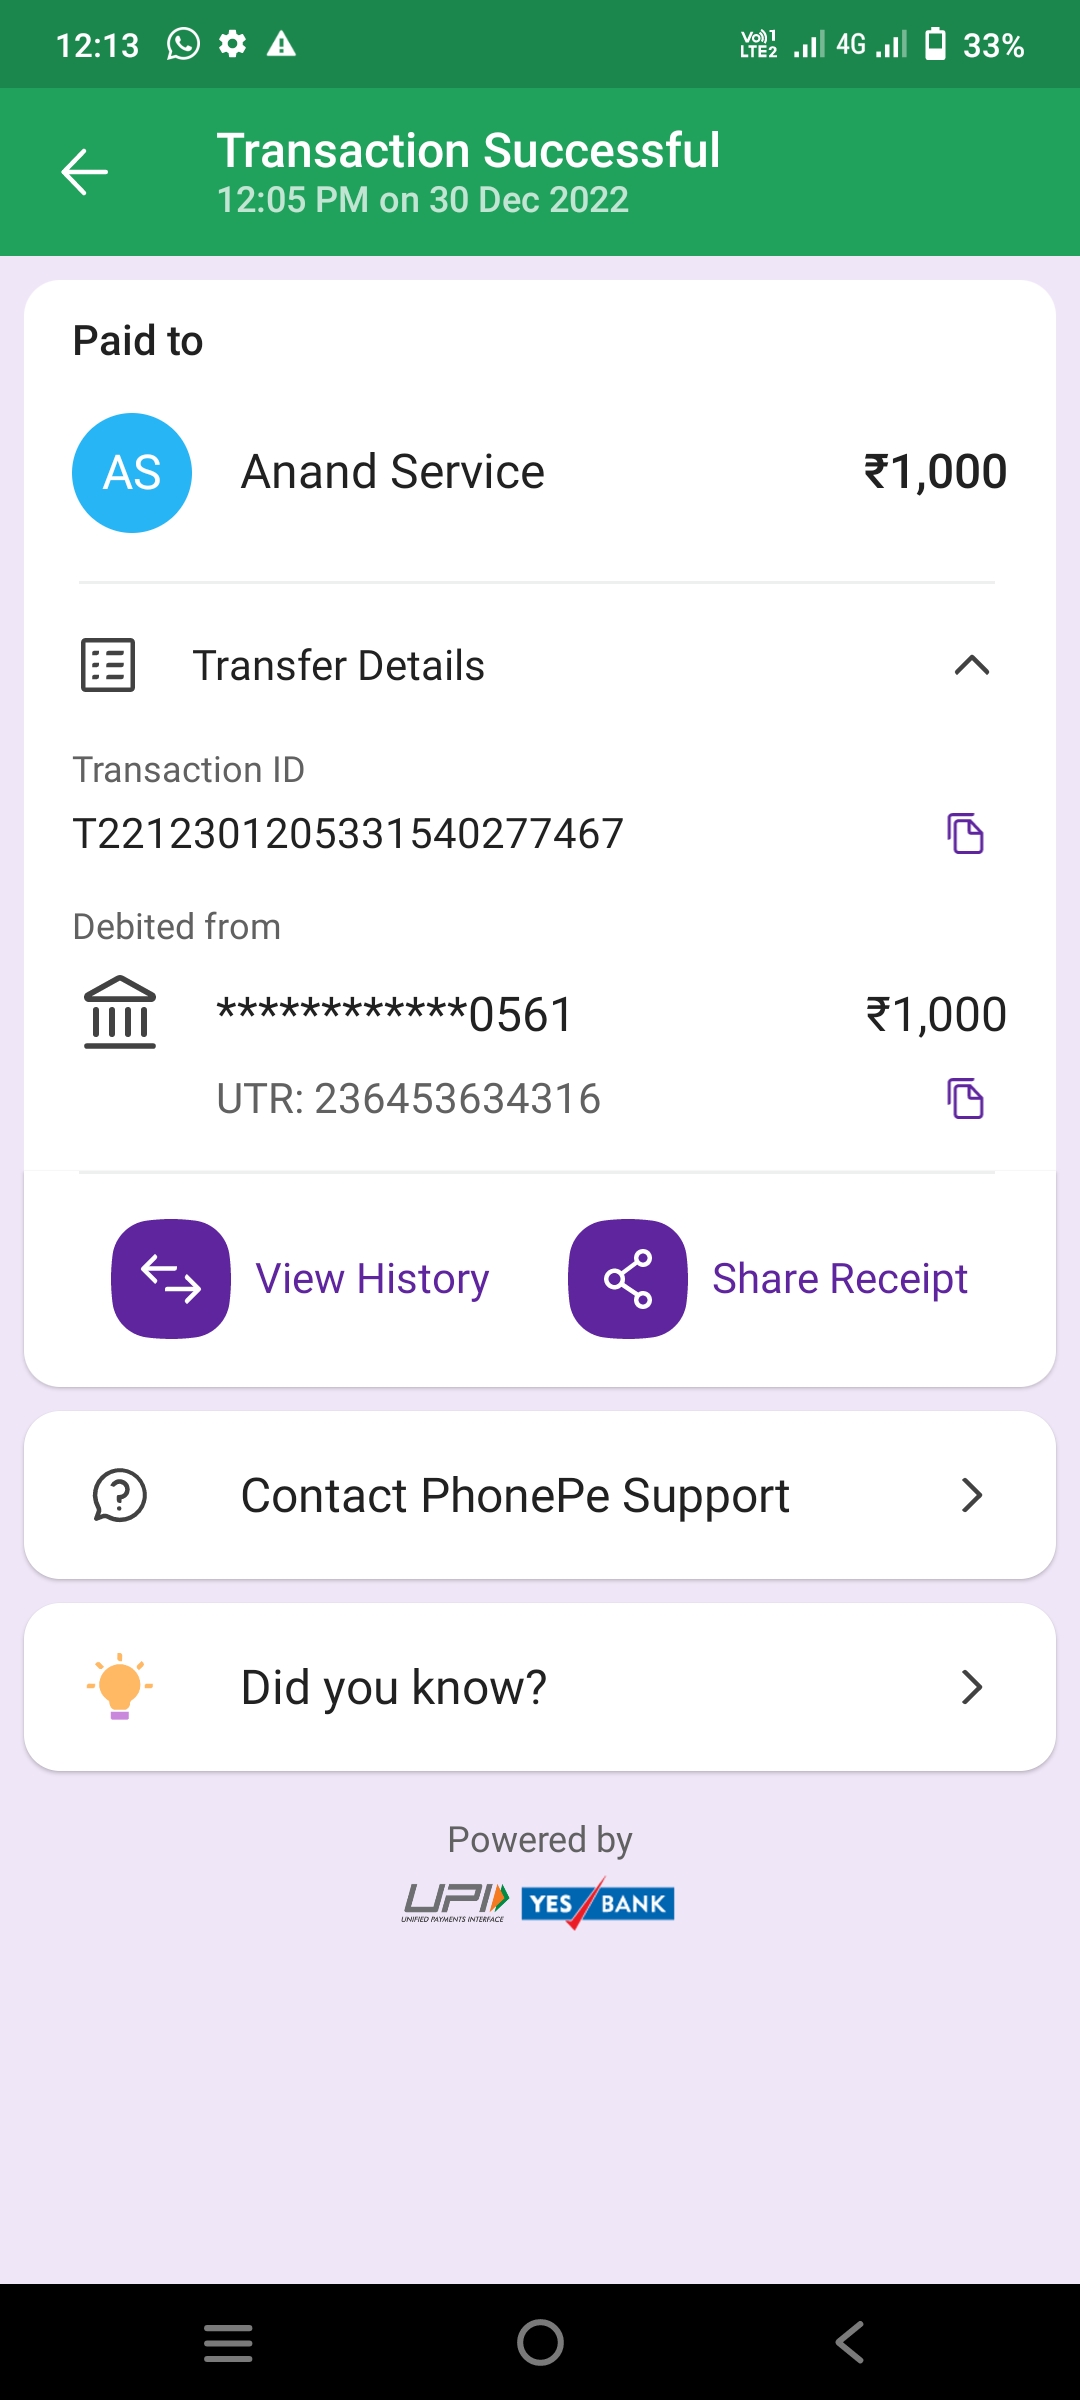 12:13 Vo))1 LTE2 4G 33%
Transaction Successful
12:05 PM on 30 Dec 2022
Paid to
AS Anand Service ₹1,000
Transfer Details
Transaction ID
T2212301205331540277467
Debited from
************0561 ₹1,000
UTR: 236453634316
View History Share Receipt
Contact PhonePe Support
Did you know?
Powered by
UPI YES BANK
UNIFIED PAYMENTS INTERFACE